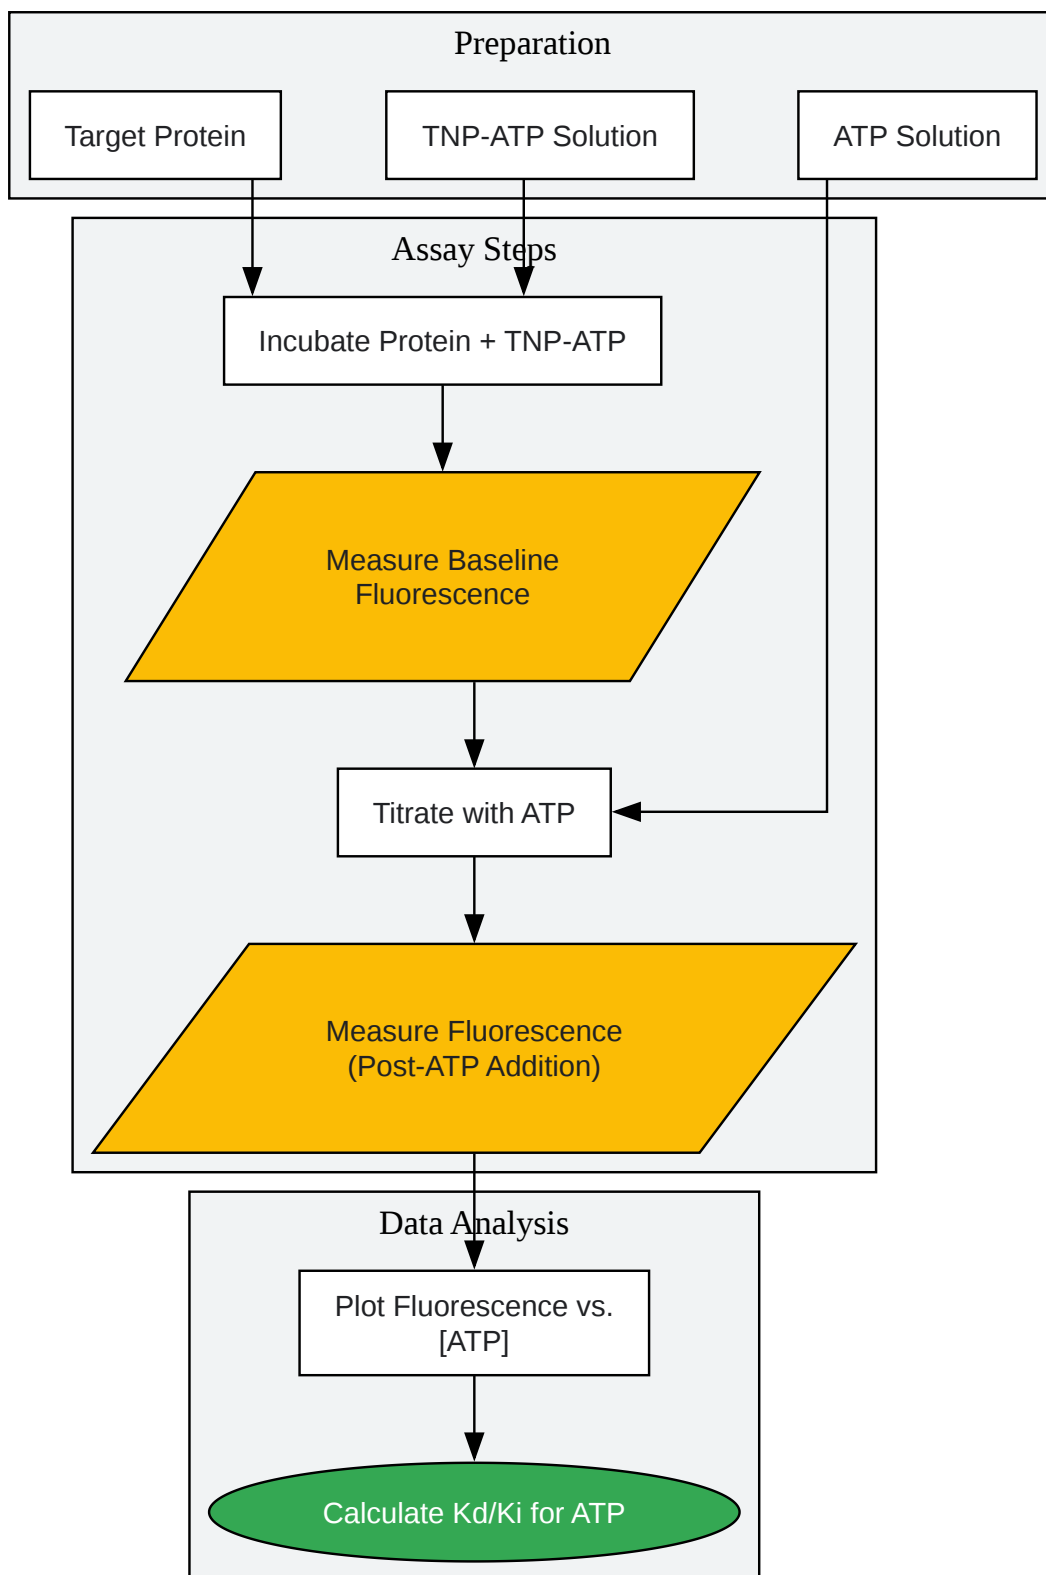 Preparation
Target Protein
TNP-ATP Solution
ATP Solution
Assay Steps
Incubate Protein + TNP-ATP
Measure Baseline
Fluorescence
Titrate with ATP
Measure Fluorescence
(Post-ATP Addition)
Data Analysis
Plot Fluorescence vs.
[ATP]
Calculate Kd/Ki for ATP